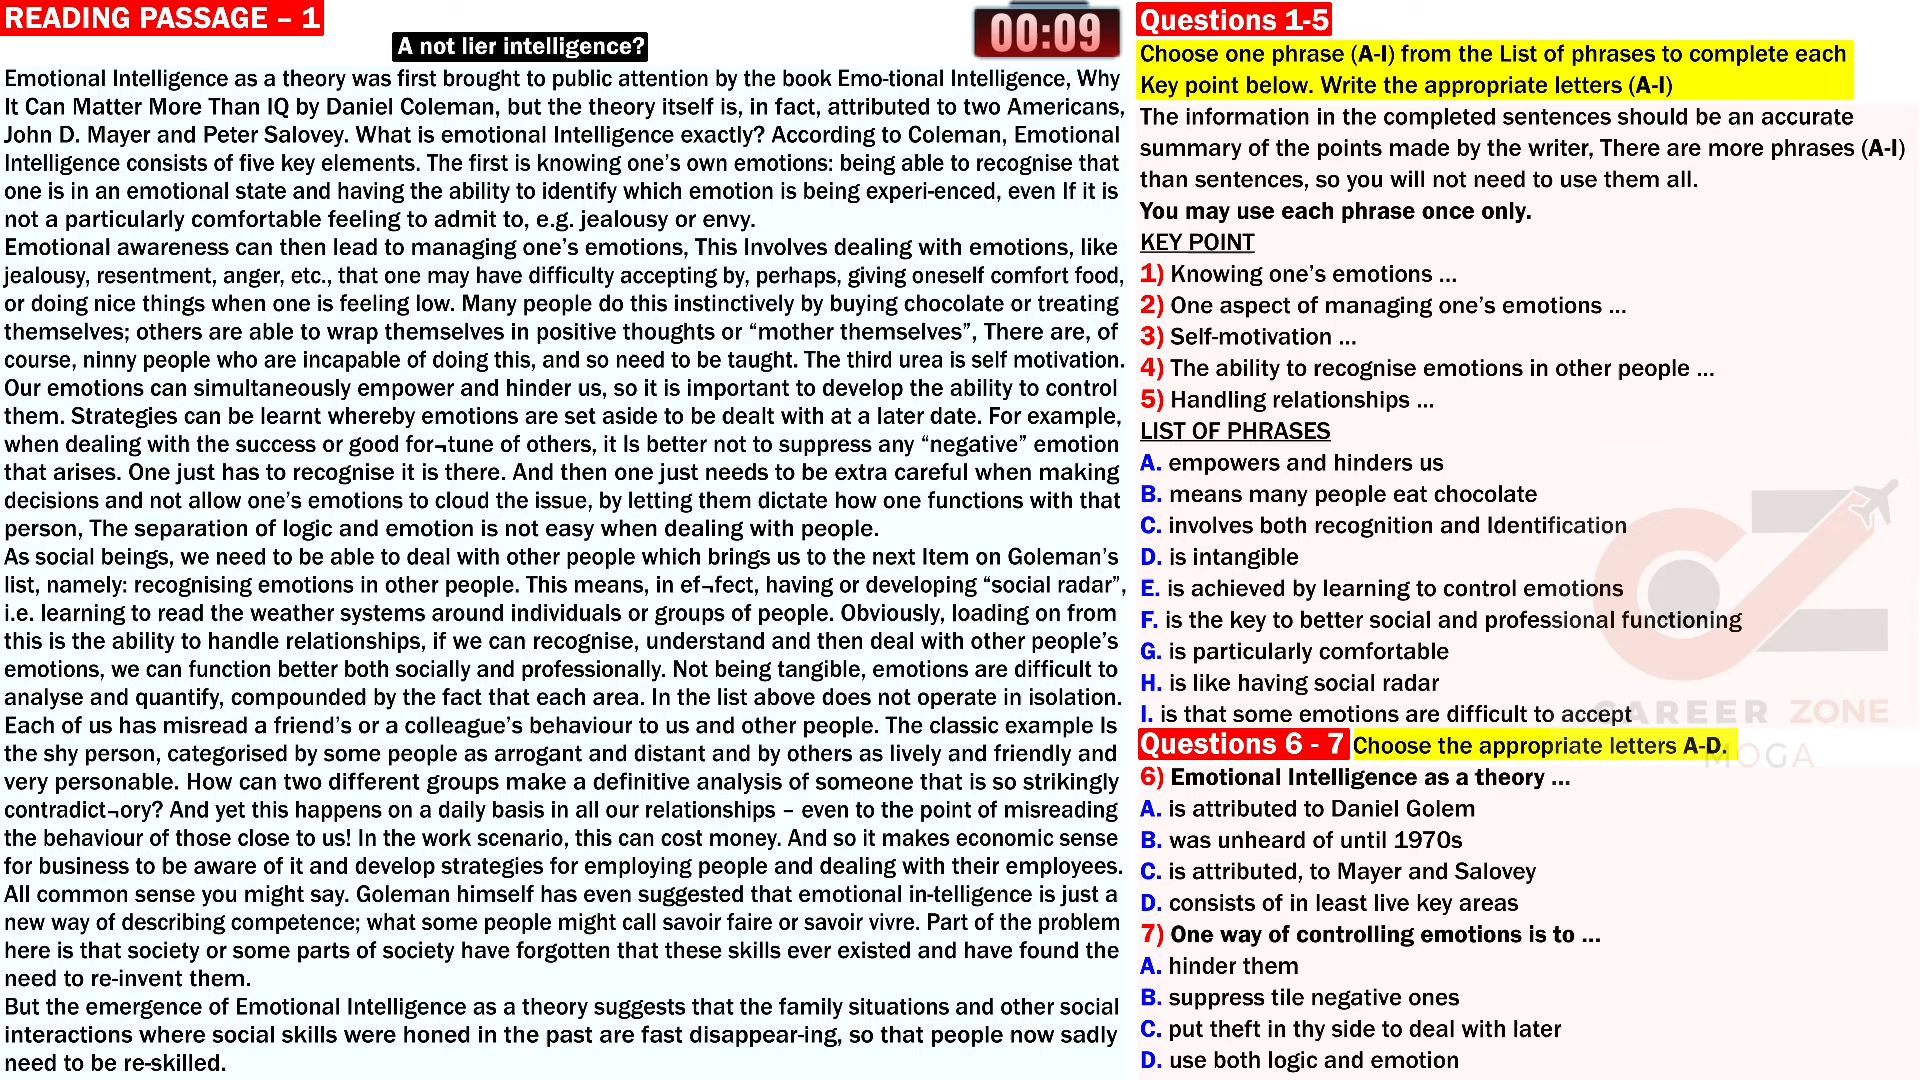 READING PASSAGE – 1
A not lier intelligence?
00:09
Emotional Intelligence as a theory was first brought to public attention by the book Emo-tional Intelligence, Why
It Can Matter More Than IQ by Daniel Coleman, but the theory itself is, in fact, attributed to two Americans,
John D. Mayer and Peter Salovey. What is emotional Intelligence exactly? According to Coleman, Emotional
Intelligence consists of five key elements. The first is knowing one’s own emotions: being able to recognise that
one is in an emotional state and having the ability to identify which emotion is being experi-enced, even If it is
not a particularly comfortable feeling to admit to, e.g. jealousy or envy.
Emotional awareness can then lead to managing one’s emotions, This Involves dealing with emotions, like
jealousy, resentment, anger, etc., that one may have difficulty accepting by, perhaps, giving oneself comfort food,
or doing nice things when one is feeling low. Many people do this instinctively by buying chocolate or treating
themselves; others are able to wrap themselves in positive thoughts or “mother themselves”, There are, of
course, ninny people who are incapable of doing this, and so need to be taught. The third urea is self motivation.
Our emotions can simultaneously empower and hinder us, so it is important to develop the ability to control
them. Strategies can be learnt whereby emotions are set aside to be dealt with at a later date. For example,
when dealing with the success or good for¬tune of others, it Is better not to suppress any “negative” emotion
that arises. One just has to recognise it is there. And then one just needs to be extra careful when making
decisions and not allow one’s emotions to cloud the issue, by letting them dictate how one functions with that
person, The separation of logic and emotion is not easy when dealing with people.
As social beings, we need to be able to deal with other people which brings us to the next Item on Goleman’s
list, namely: recognising emotions in other people. This means, in ef¬fect, having or developing “social radar”,
i.e. learning to read the weather systems around individuals or groups of people. Obviously, loading on from
this is the ability to handle relationships, if we can recognise, understand and then deal with other people’s
emotions, we can function better both socially and professionally. Not being tangible, emotions are difficult to
analyse and quantify, compounded by the fact that each area. In the list above does not operate in isolation.
Each of us has misread a friend’s or a colleague’s behaviour to us and other people. The classic example Is
the shy person, categorised by some people as arrogant and distant and by others as lively and friendly and
very personable. How can two different groups make a definitive analysis of someone that is so strikingly
contradict¬ory? And yet this happens on a daily basis in all our relationships – even to the point of misreading
the behaviour of those close to us! In the work scenario, this can cost money. And so it makes economic sense
for business to be aware of it and develop strategies for employing people and dealing with their employees.
All common sense you might say. Goleman himself has even suggested that emotional in-telligence is just a
new way of describing competence; what some people might call savoir faire or savoir vivre. Part of the problem
here is that society or some parts of society have forgotten that these skills ever existed and have found the
need to re-invent them.
But the emergence of Emotional Intelligence as a theory suggests that the family situations and other social
interactions where social skills were honed in the past are fast disappear-ing, so that people now sadly
need to be re-skilled.
Questions 1-5
Choose one phrase (A-I) from the List of phrases to complete each
Key point below. Write the appropriate letters (A-I)
The information in the completed sentences should be an accurate
summary of the points made by the writer, There are more phrases (A-I)
than sentences, so you will not need to use them all.
You may use each phrase once only.
KEY POINT
1) Knowing one’s emotions ...
2) One aspect of managing one’s emotions ...
3) Self-motivation ...
4) The ability to recognise emotions in other people ...
5) Handling relationships ...
LIST OF PHRASES
A. empowers and hinders us
B. means many people eat chocolate
C. involves both recognition and Identification
D. is intangible
E. is achieved by learning to control emotions
F. is the key to better social and professional functioning
G. is particularly comfortable
H. is like having social radar
I. is that some emotions are difficult to accept
CAREER ZONE
MOGA
Questions 6 - 7 Choose the appropriate letters A-D.
6) Emotional Intelligence as a theory ...
A. is attributed to Daniel Golem
B. was unheard of until 1970s
C. is attributed, to Mayer and Salovey
D. consists of in least live key areas
7) One way of controlling emotions is to ...
A. hinder them
B. suppress tile negative ones
C. put theft in thy side to deal with later
D. use both logic and emotion